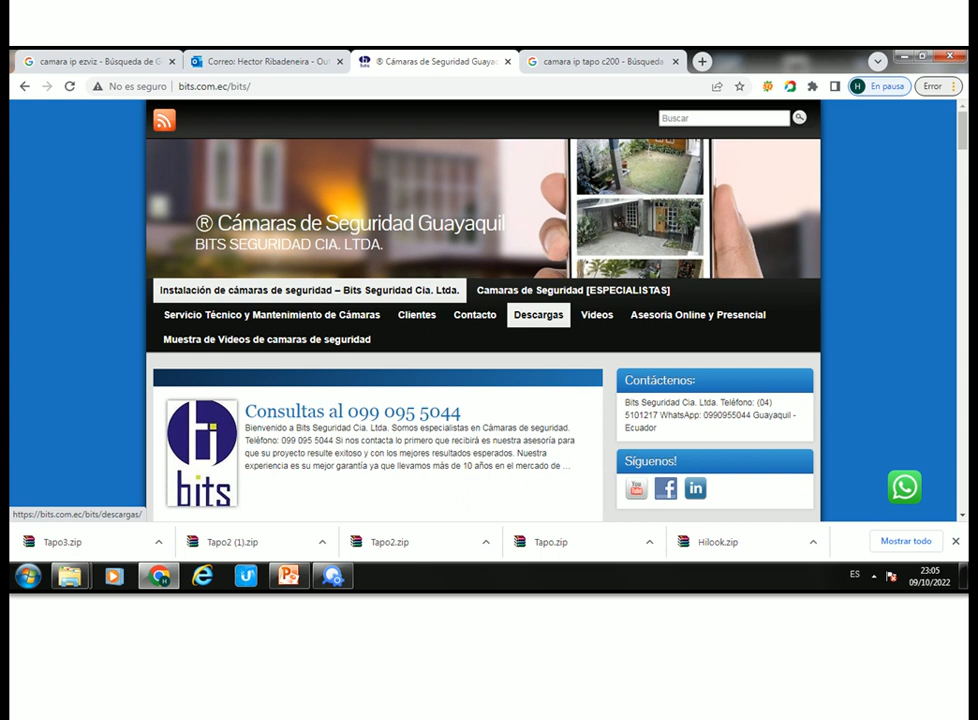 camara ip ezviz - Búsqueda de G
Correo: Hector Ribadeneira - Out
® Cámaras de Seguridad Guayaq
camara ip tapo c200 - Búsqueda
No es seguro | bits.com.ec/bits/
H En pausa
Error
Buscar
® Cámaras de Seguridad Guayaquil
BITS SEGURIDAD CIA. LTDA.
Instalación de cámaras de seguridad – Bits Seguridad Cia. Ltda.
Camaras de Seguridad [ESPECIALISTAS]
Servicio Técnico y Mantenimiento de Cámaras
Clientes
Contacto
Descargas
Videos
Asesoria Online y Presencial
Muestra de Videos de camaras de seguridad
bits
Consultas al 099 095 5044
Bienvenido a Bits Seguridad Cia. Ltda. Somos especialistas en Cámaras de seguridad.
Teléfono: 099 095 5044 Si nos contacta lo primero que recibirá es nuestra asesoría para
que su proyecto resulte exitoso y con los mejores resultados esperados. Nuestra
experiencia es su mejor garantía ya que llevamos más de 10 años en el mercado de …
Contáctenos:
Bits Seguridad Cia. Ltda. Teléfono: (04)
5101217 WhatsApp: 0990955044 Guayaquil -
Ecuador
Síguenos!
You
Tube
f
in
https://bits.com.ec/bits/descargas/
Tapo3.zip
Tapo2 (1).zip
Tapo2.zip
Tapo.zip
Hilook.zip
Mostrar todo
ES
23:05
09/10/2022